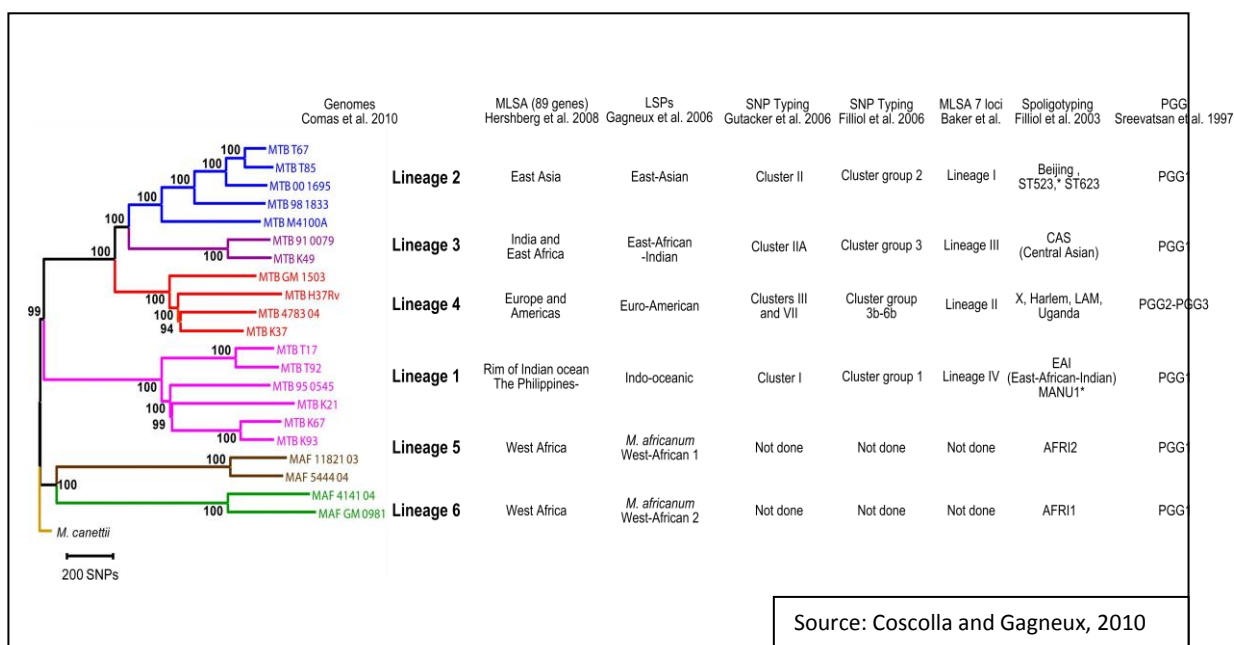 Genomes
Comas et al. 2010
MLSA (89 genes)
Hershberg et al. 2008
LSPs
Gagneux et al. 2006
SNP Typing
Gutacker et al. 2006
SNP Typing
Filliol et al. 2006
MLSA 7 loci
Baker et al.
Spoligotyping
Filliol et al. 2003
PGG
Sreevatsan et al. 1997
MTB T67
MTB T85
MTB 00 1695
MTB 98 1833
MTB M4100A
100
100
100
100
100
100
Lineage 2
East Asia
East-Asian
Cluster II
Cluster group 2
Lineage I
Beijing ,
ST523,* ST623
PGG1
MTB 91 0079
MTB K49
100
Lineage 3
India and
East Africa
East-African
-Indian
Cluster IIA
Cluster group 3
Lineage III
CAS
(Central Asian)
PGG1
MTB GM 1503
MTB H37Rv
MTB 4783 04
MTB K37
100
100
94
99
Lineage 4
Europe and
Americas
Euro-American
Clusters III
and VII
Cluster group
3b-6b
Lineage II
X, Harlem, LAM,
Uganda
PGG2-PGG3
MTB T17
MTB T92
MTB 95 0545
MTB K21
MTB K67
MTB K93
100
100
100
99
100
Lineage 1
Rim of Indian ocean
The Philippines-
Indo-oceanic
Cluster I
Cluster group 1
Lineage IV
EAI
(East-African-Indian)
MANU1*
PGG1
MAF 11821 03
MAF 5444 04
100
100
Lineage 5
West Africa
M. africanum
West-African 1
Not done
Not done
Not done
AFRI2
PGG1
MAF 4141 04
MAF GM 0981
100
Lineage 6
West Africa
M. africanum
West-African 2
Not done
Not done
Not done
AFRI1
PGG1
M. canettii
200 SNPs
Source: Coscolla and Gagneux, 2010